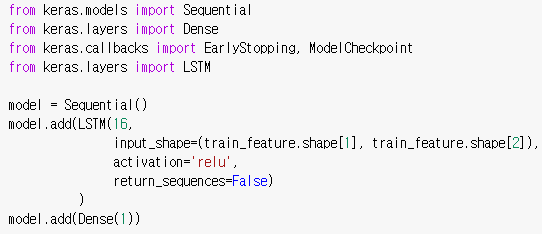 from keras.models import Sequential
from keras.layers import Dense
from keras.callbacks import EarlyStopping, ModelCheckpoint
from keras.layers import LSTM

model = Sequential()
model.add(LSTM(16,
               input_shape=(train_feature.shape[1], train_feature.shape[2]),
               activation='relu',
               return_sequences=False)
          )
model.add(Dense(1))